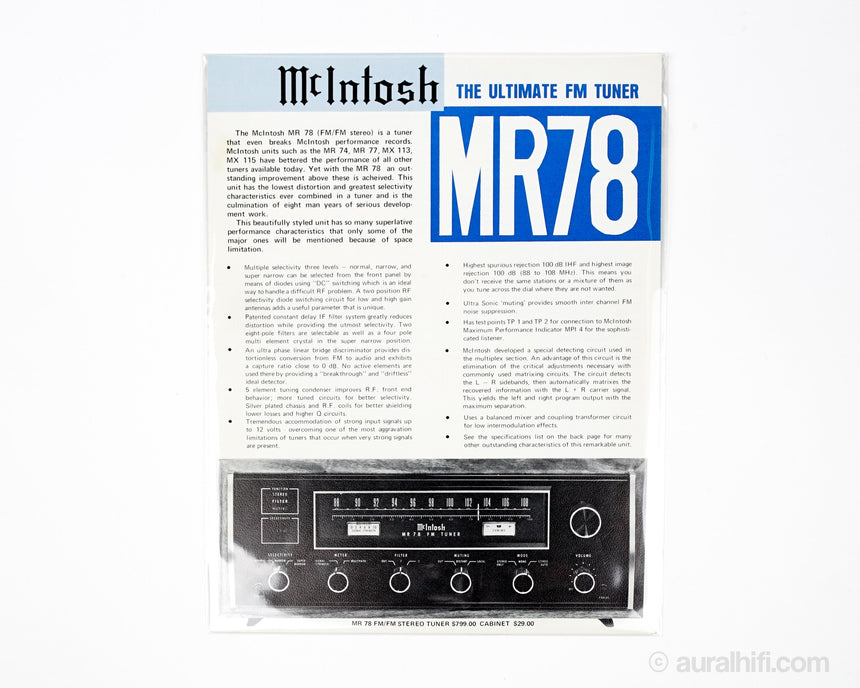 McIntosh
THE ULTIMATE FM TUNER
MR78
The McIntosh MR 78 (FM/FM stereo) is a tuner
that even breaks McIntosh performance records.
McIntosh units such as the MR 74, MR 77, MX 113,
MX 115 have bettered the performance of all other
tuners available today. Yet with the MR 78 an out-
standing improvement above these is acheived. This
unit has the lowest distortion and greatest selectivity
characteristics ever combined in a tuner and is the
culmination of eight man years of serious develop-
ment work.
This beautifully styled unit has so many superlative
performance characteristics that only some of the
major ones will be mentioned because of space
limitation.
• Multiple selectivity three levels — normal, narrow, and
super narrow can be selected from the front panel by
means of diodes using "DC" switching which is an ideal
way to handle a difficult RF problem. A two position RF
selectivity diode switching circuit for low and high gain
antennas adds a useful parameter that is unique.
• Patented constant delay IF filter system greatly reduces
distortion while providing the utmost selectivity. Two
eight-pole filters are selectable as well as a four pole
multi element crystal in the super narrow position.
• An ultra phase linear bridge discriminator provides dis-
tortionless conversion from FM to audio and exhibits
a capture ratio close to 0 dB. No active elements are
used there by providing a "breakthrough" and "driftless"
ideal detector.
• 5 element tuning condenser improves R.F. front end
behavior; more tuned circuits for better selectivity.
Silver plated chassis and R.F. coils for better shielding
lower losses and higher Q circuits.
• Tremendous accommodation of strong input signals up
to 12 volts - overcoming one of the most aggravation
limitations of tuners that occur when very strong signals
are present.
• Highest spurious rejection 100 dB IHF and highest image
rejection 100 dB (88 to 108 MHz). This means you
don't receive the same stations or a mixture of them as
you tune across the dial where they are not wanted.
• Ultra Sonic 'muting' provides smooth inter channel FM
noise suppression.
• Has test points TP 1 and TP 2 for connection to McIntosh
Maximum Performance Indicator MPI 4 for the sophisti-
cated listener.
• McIntosh developed a special detecting circuit used in
the multiplex section. An advantage of this circuit is the
elimination of the critical adjustments necessary with
commonly used matrixing circuits. The circuit detects
the L – R sidebands, then automatically matrixes the
recovered information with the L + R carrier signal.
This yields the left and right program output with the
maximum separation.
• Uses a balanced mixer and coupling transformer circuit
for low intermodulation effects.
• See the specifications list on the back page for many
other outstanding characteristics of this remarkable unit.
FUNCTION
STEREO
FILTER
MUTING
SELECTIVITY
88 90 92 94 96 98 100 102 104 106 108
McIntosh
MR 78 FM TUNER
SIGNAL STRENGTH
TUNING
SELECTIVITY METER FILTER MUTING MODE VOLUME
NARROW SUPER NARROW
SIGNAL STRENGTH MULTIPATH
OUT
OUT DISTANT LOCAL
STEREO ONLY MONO
MR 78 FM/FM STEREO TUNER $799.00 CABINET $29.00
© auralhifi.com